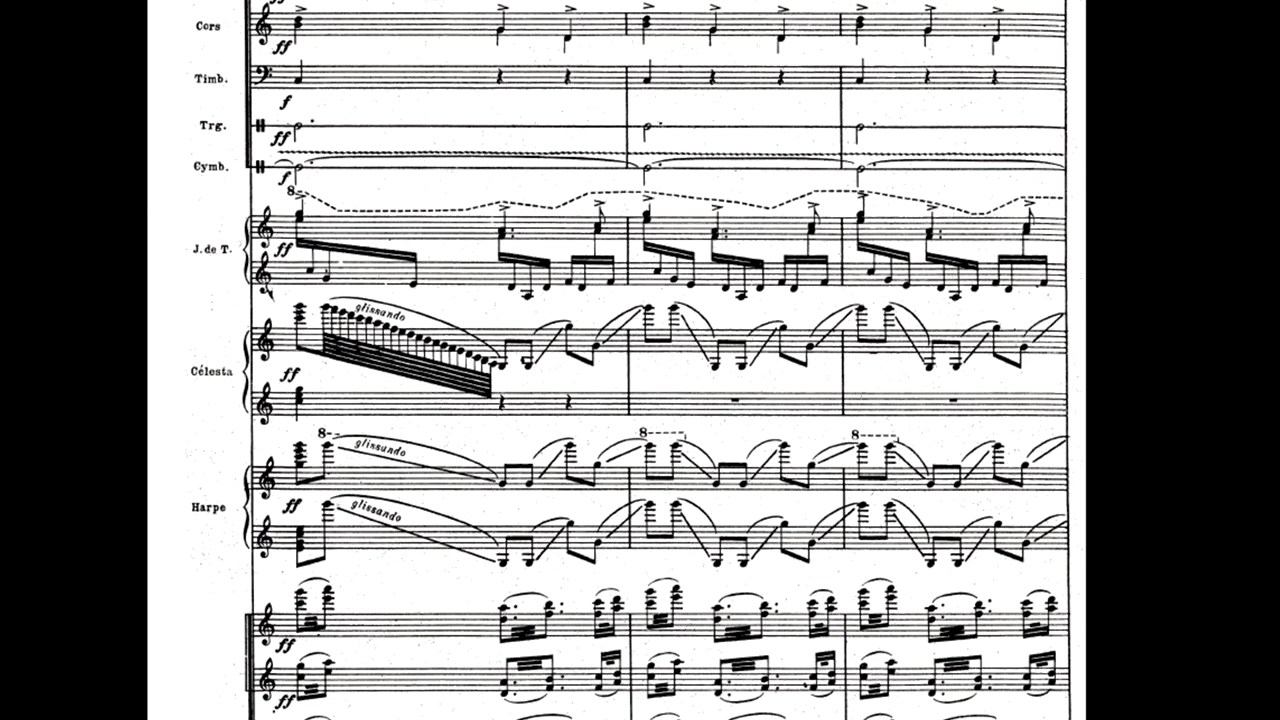 Cors
ff
Timb.
f
Trg.
ff
Cymb.
f
8
J. de T.
ff
glissando
Célesta
ff
8
8
8
glissando
Harpe
ff
glissando
ff
ff